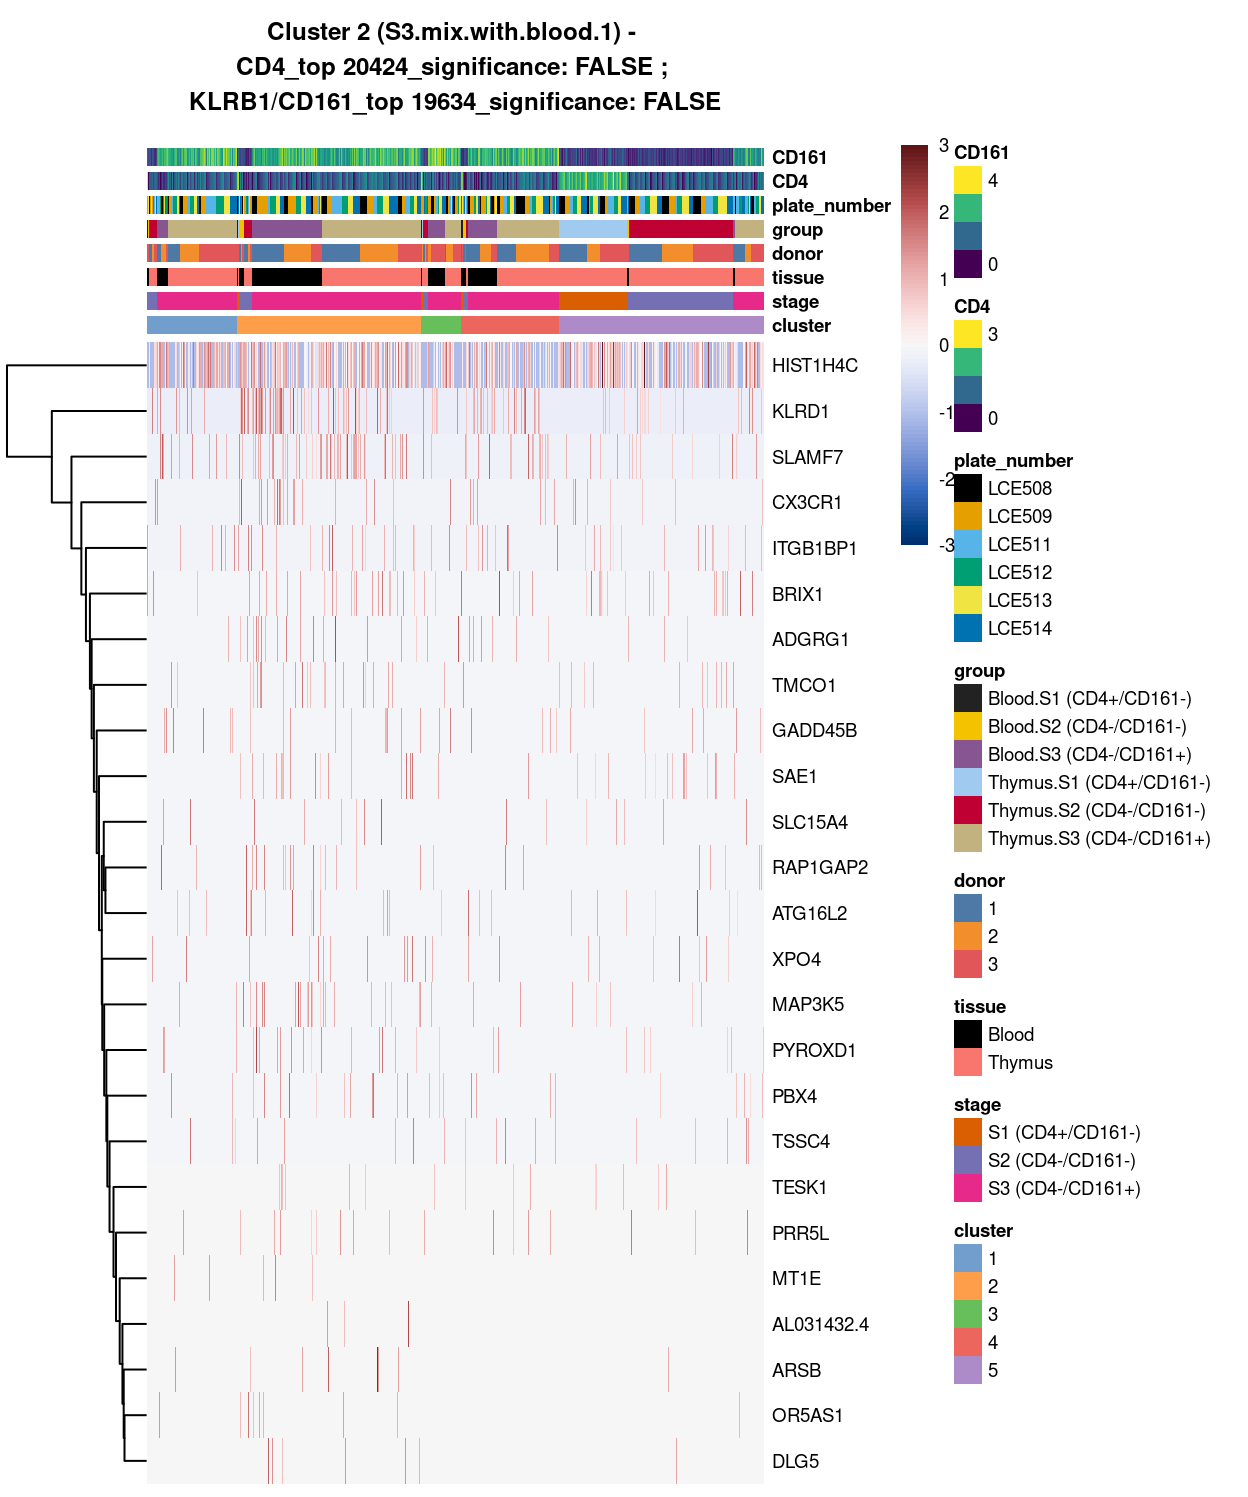 Cluster 2 (S3.mix.with.blood.1) -
CD4_top 20424_significance: FALSE ;
KLRB1/CD161_top 19634_significance: FALSE
CD161
CD4
plate_number
group
donor
tissue
stage
cluster
HIST1H4C
KLRD1
SLAMF7
CX3CR1
ITGB1BP1
BRIX1
ADGRG1
TMCO1
GADD45B
SAE1
SLC15A4
RAP1GAP2
ATG16L2
XPO4
MAP3K5
PYROXD1
PBX4
TSSC4
TESK1
PRR5L
MT1E
AL031432.4
ARSB
OR5AS1
DLG5
3
2
1
0
-1
-2
-3
CD161
4
0
CD4
3
0
plate_number
LCE508
LCE509
LCE511
LCE512
LCE513
LCE514
group
Blood.S1 (CD4+/CD161-)
Blood.S2 (CD4-/CD161-)
Blood.S3 (CD4-/CD161+)
Thymus.S1 (CD4+/CD161-)
Thymus.S2 (CD4-/CD161-)
Thymus.S3 (CD4-/CD161+)
donor
1
2
3
tissue
Blood
Thymus
stage
S1 (CD4+/CD161-)
S2 (CD4-/CD161-)
S3 (CD4-/CD161+)
cluster
1
2
3
4
5